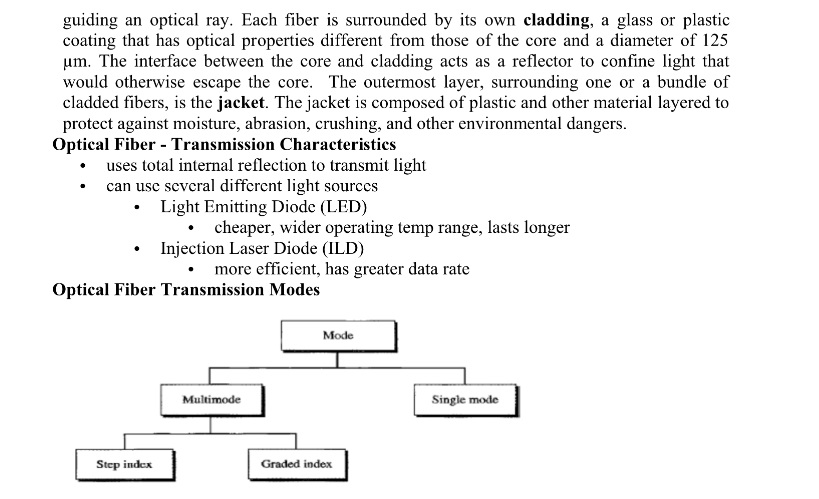 guiding an optical ray. Each fiber is surrounded by its own cladding, a glass or plastic
coating that has optical properties different from those of the core and a diameter of 125
µm. The interface between the core and cladding acts as a reflector to confine light that
would otherwise escape the core. The outermost layer, surrounding one or a bundle of
cladded fibers, is the jacket. The jacket is composed of plastic and other material layered to
protect against moisture, abrasion, crushing, and other environmental dangers.
Optical Fiber - Transmission Characteristics
• uses total internal reflection to transmit light
• can use several different light sources
• Light Emitting Diode (LED)
• cheaper, wider operating temp range, lasts longer
• Injection Laser Diode (ILD)
• more efficient, has greater data rate
Optical Fiber Transmission Modes
Mode
Multimode
Single mode
Step index
Graded index